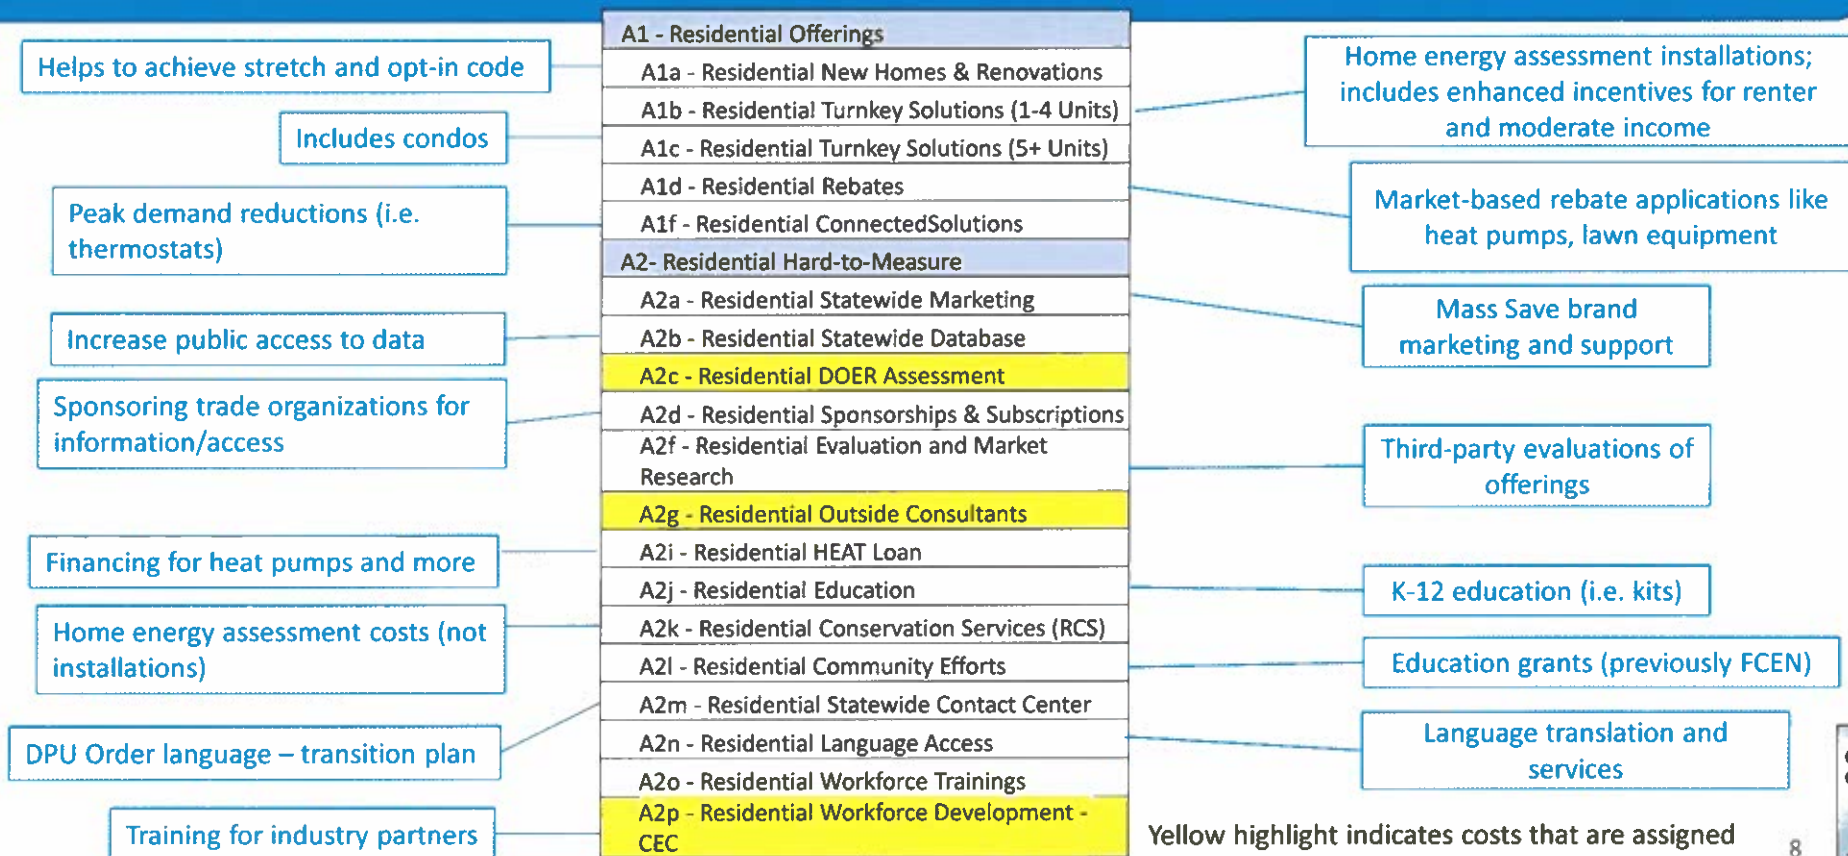 A1 - Residential Offerings
A1a - Residential New Homes & Renovations
A1b - Residential Turnkey Solutions (1-4 Units)
A1c - Residential Turnkey Solutions (5+ Units)
A1d - Residential Rebates
A1f - Residential ConnectedSolutions
A2- Residential Hard-to-Measure
A2a - Residential Statewide Marketing
A2b - Residential Statewide Database
A2c - Residential DOER Assessment
A2d - Residential Sponsorships & Subscriptions
A2f - Residential Evaluation and Market
Research
A2g - Residential Outside Consultants
A2i - Residential HEAT Loan
A2j - Residential Education
A2k - Residential Conservation Services (RCS)
A2l - Residential Community Efforts
A2m - Residential Statewide Contact Center
A2n - Residential Language Access
A2o - Residential Workforce Trainings
A2p - Residential Workforce Development -
CEC
Helps to achieve stretch and opt-in code
Includes condos
Peak demand reductions (i.e.
thermostats)
Increase public access to data
Sponsoring trade organizations for
information/access
Financing for heat pumps and more
Home energy assessment costs (not
installations)
DPU Order language – transition plan
Training for industry partners
Home energy assessment installations;
includes enhanced incentives for renter
and moderate income
Market-based rebate applications like
heat pumps, lawn equipment
Mass Save brand
marketing and support
Third-party evaluations of
offerings
K-12 education (i.e. kits)
Education grants (previously FCEN)
Language translation and
services
Yellow highlight indicates costs that are assigned
8